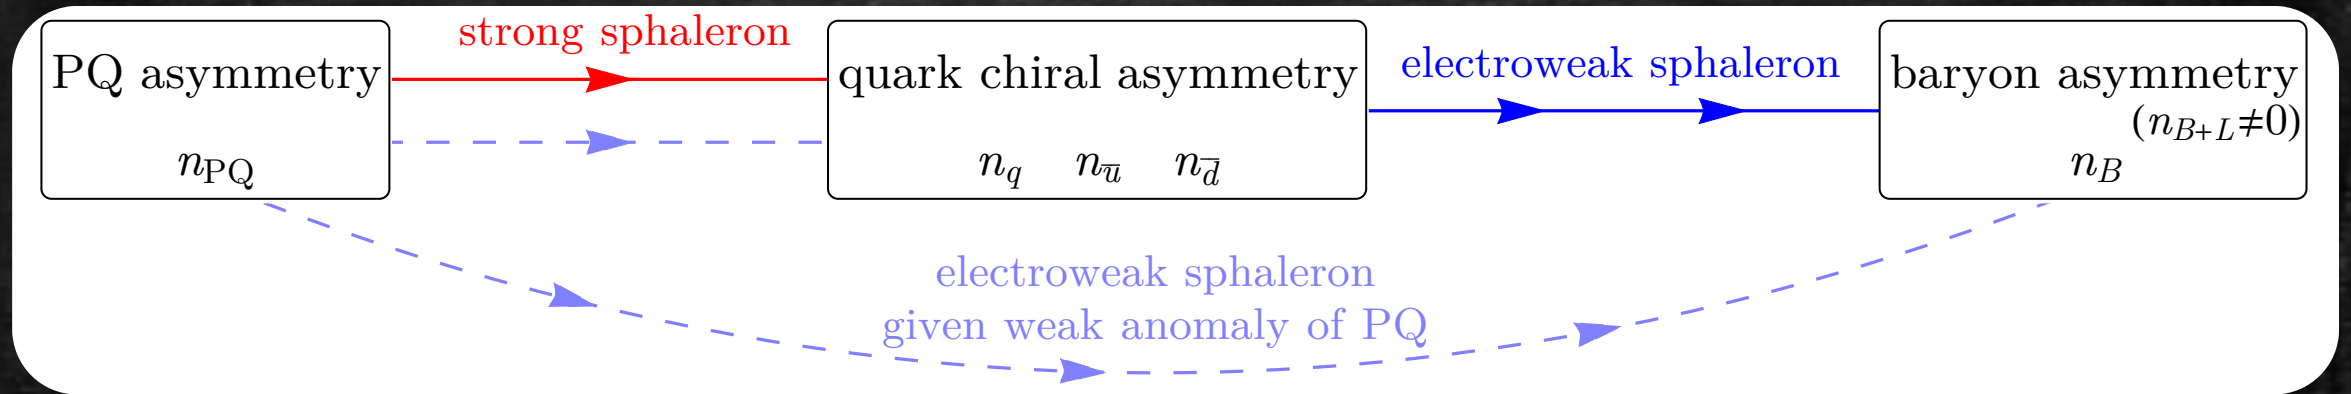 strong sphaleron
PQ asymmetry
n_PQ
quark chiral asymmetry
n_q n_ū n_d̄
electroweak sphaleron
baryon asymmetry
(n_{B+L}≠0)
n_B
electroweak sphaleron
given weak anomaly of PQ